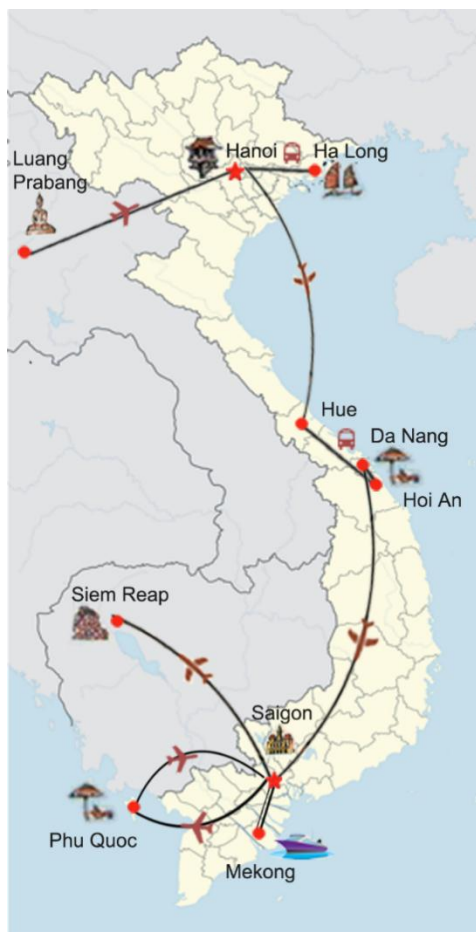 Hanoi
Ha Long
Luang
Prabang
Hue
Da Nang
Hoi An
Siem Reap
Saigon
Phu Quoc
Mekong